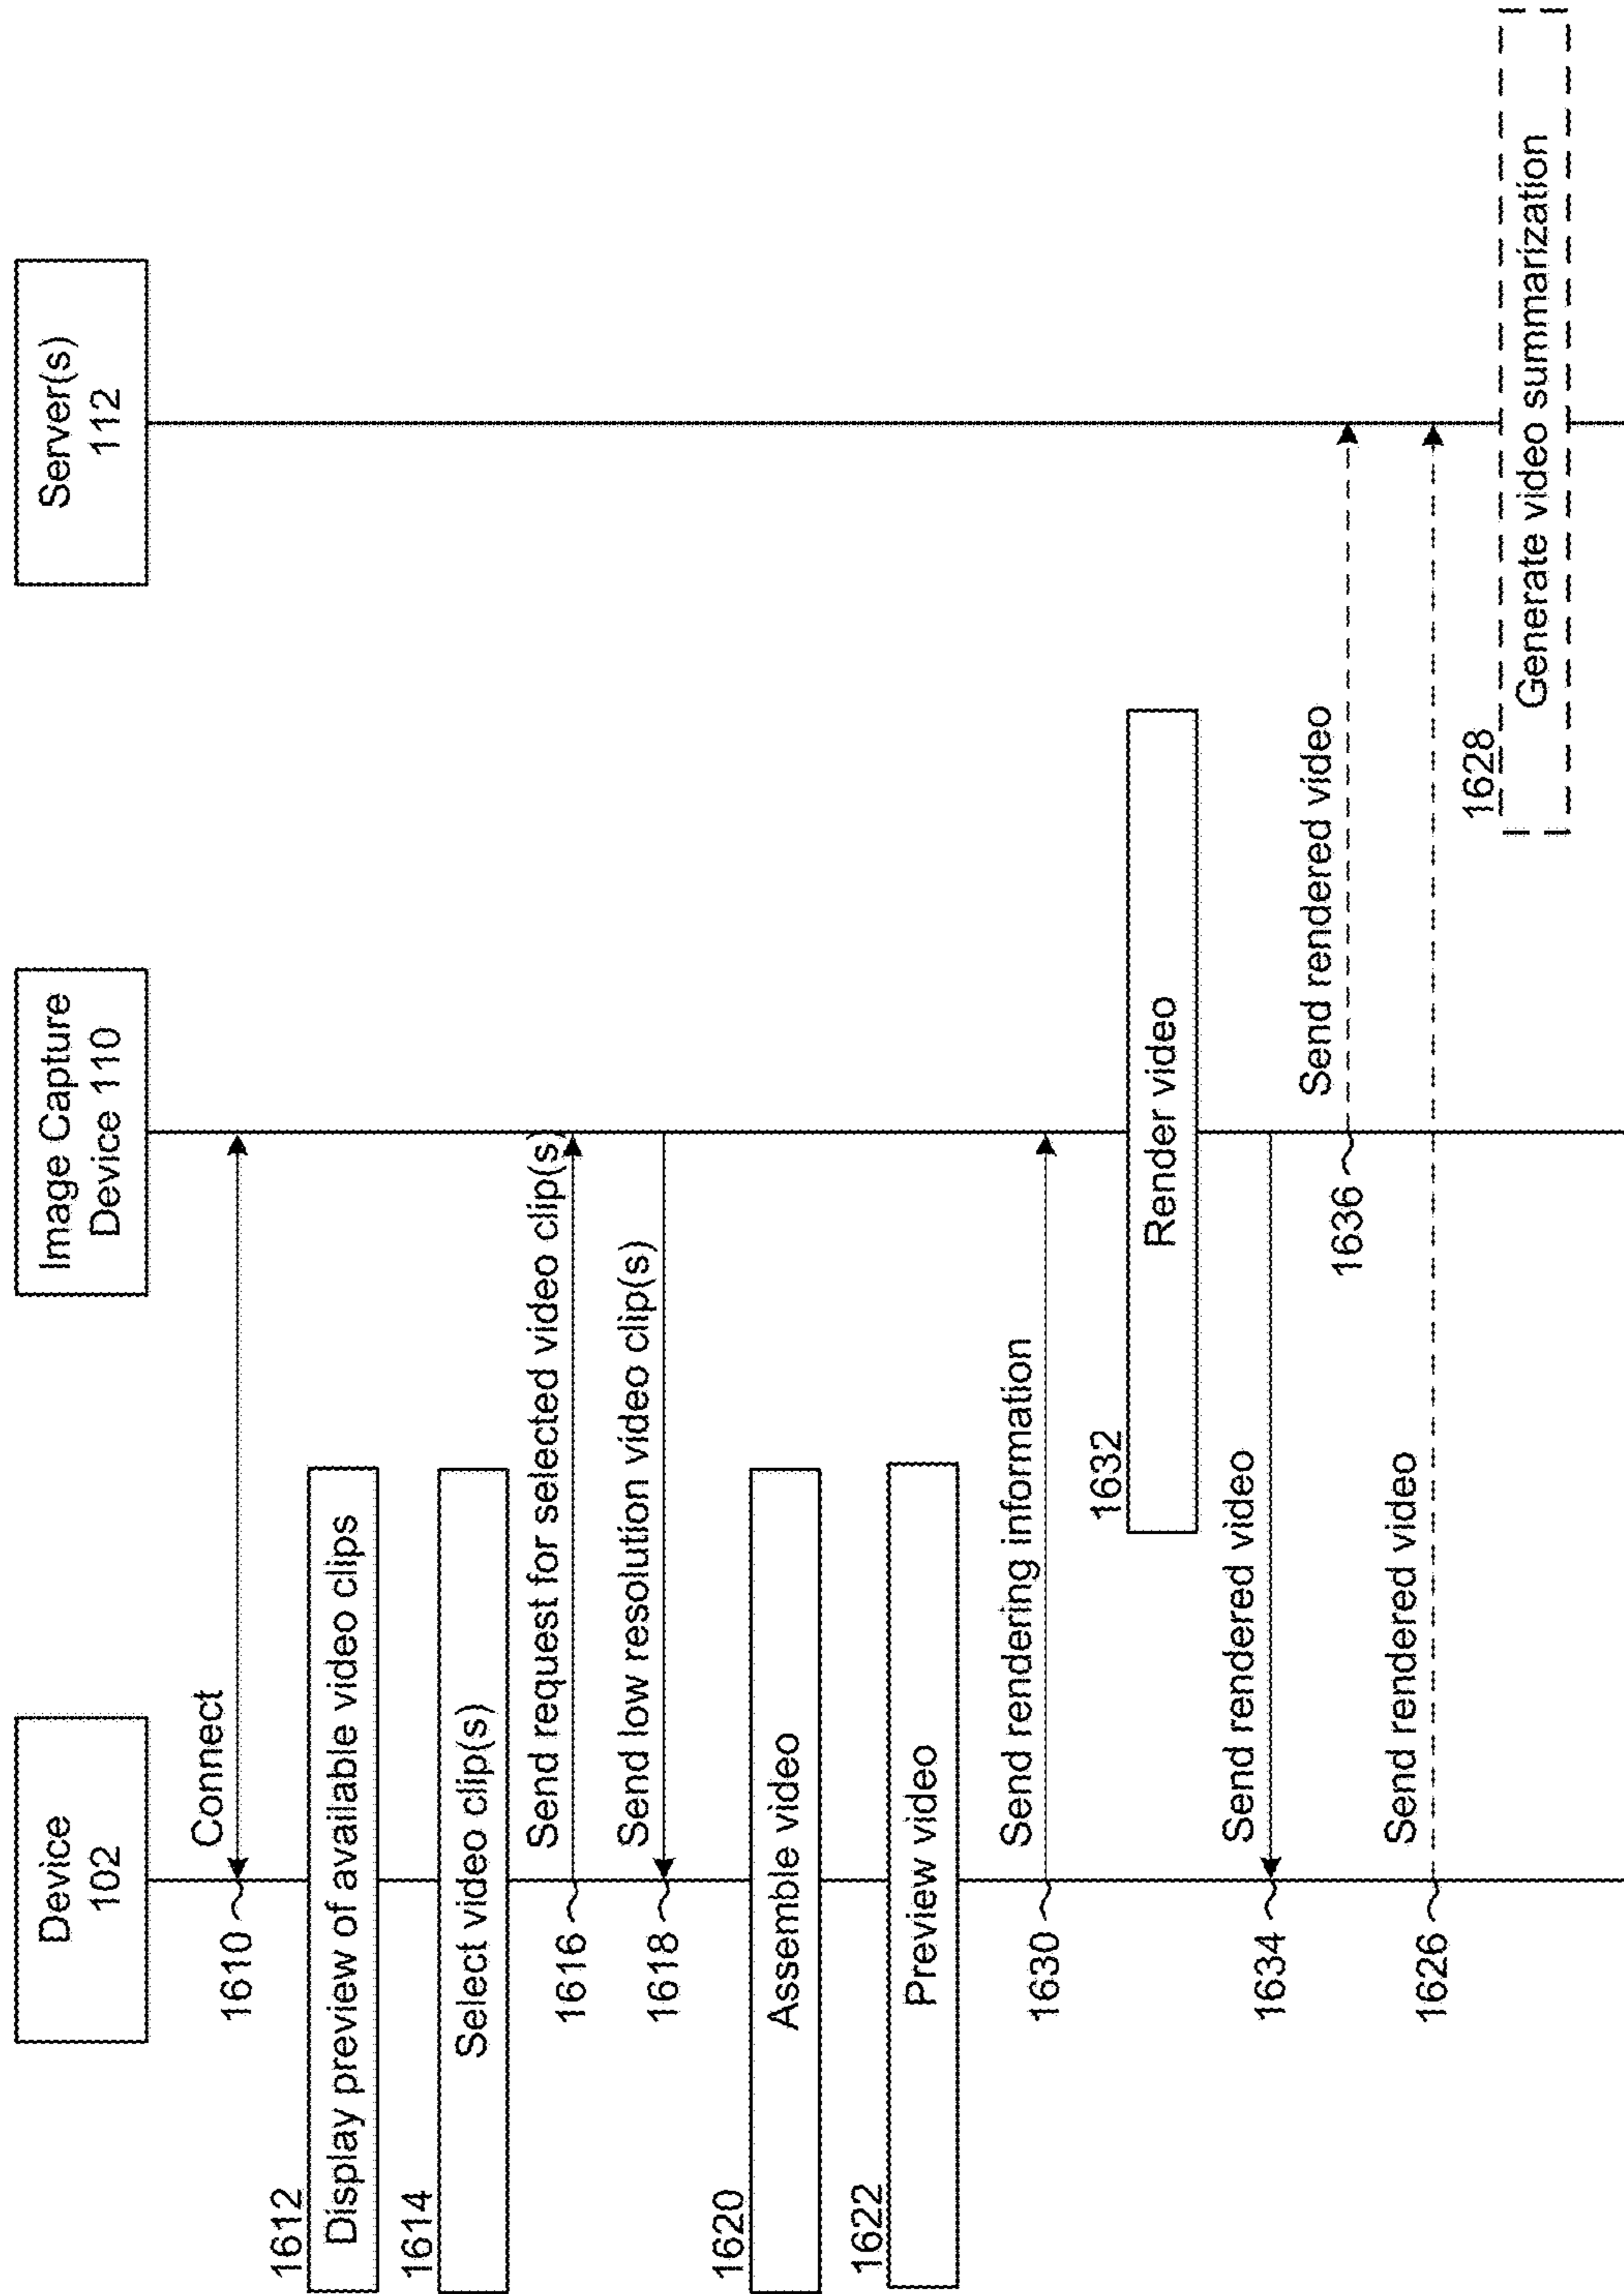 Device
102
Image Capture
Device 110
Server(s)
112
Connect
1610
1612
Display preview of available video clips
1614
Select video clip(s)
Send request for selected video clip(s)
1616
Send low resolution video clip(s)
1618
1620
Assemble video
1622
Preview video
Send rendering information
1630
1632
Render video
Send rendered video
1634
Send rendered video
1636
Send rendered video
1626
1628
Generate video summarization